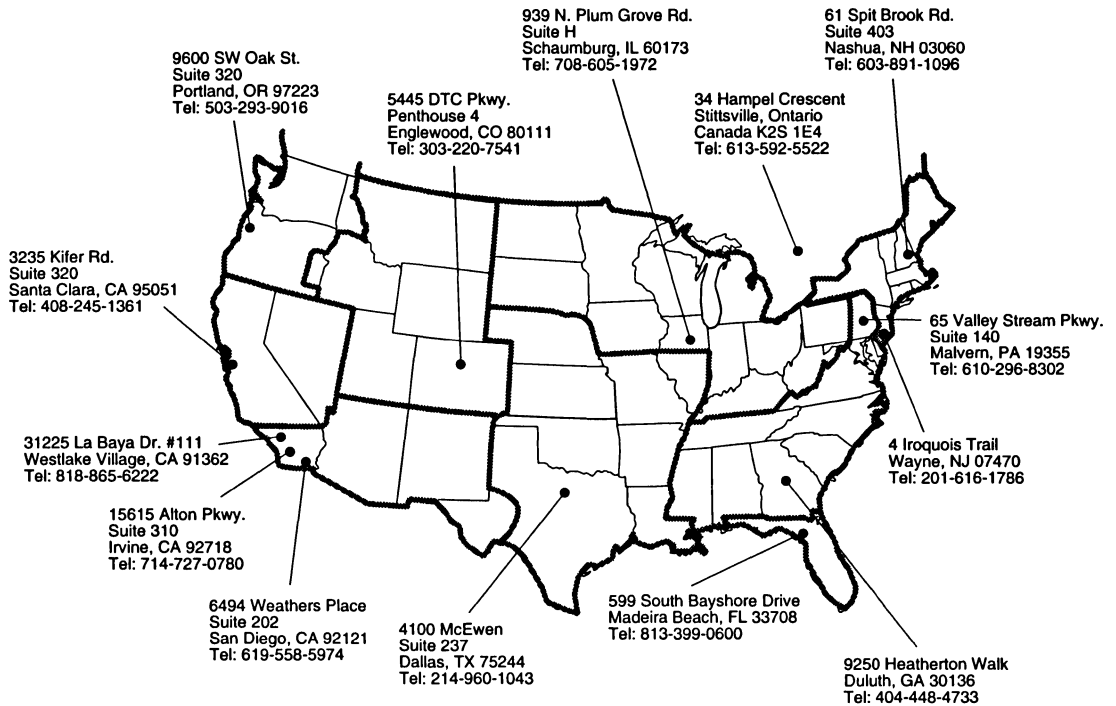 939 N. Plum Grove Rd.
Suite H
Schaumburg, IL 60173
Tel: 708-605-1972
61 Spit Brook Rd.
Suite 403
Nashua, NH 03060
Tel: 603-891-1096
9600 SW Oak St.
Suite 320
Portland, OR 97223
Tel: 503-293-9016
5445 DTC Pkwy.
Penthouse 4
Englewood, CO 80111
Tel: 303-220-7541
34 Hampel Crescent
Stittsville, Ontario
Canada K2S 1E4
Tel: 613-592-5522
3235 Kifer Rd.
Suite 320
Santa Clara, CA 95051
Tel: 408-245-1361
65 Valley Stream Pkwy.
Suite 140
Malvern, PA 19355
Tel: 610-296-8302
31225 La Baya Dr. #111
Westlake Village, CA 91362
Tel: 818-865-6222
4 Iroquois Trail
Wayne, NJ 07470
Tel: 201-616-1786
15615 Alton Pkwy.
Suite 310
Irvine, CA 92718
Tel: 714-727-0780
6494 Weathers Place
Suite 202
San Diego, CA 92121
Tel: 619-558-5974
4100 McEwen
Suite 237
Dallas, TX 75244
Tel: 214-960-1043
599 South Bayshore Drive
Madeira Beach, FL 33708
Tel: 813-399-0600
9250 Heatherton Walk
Duluth, GA 30136
Tel: 404-448-4733